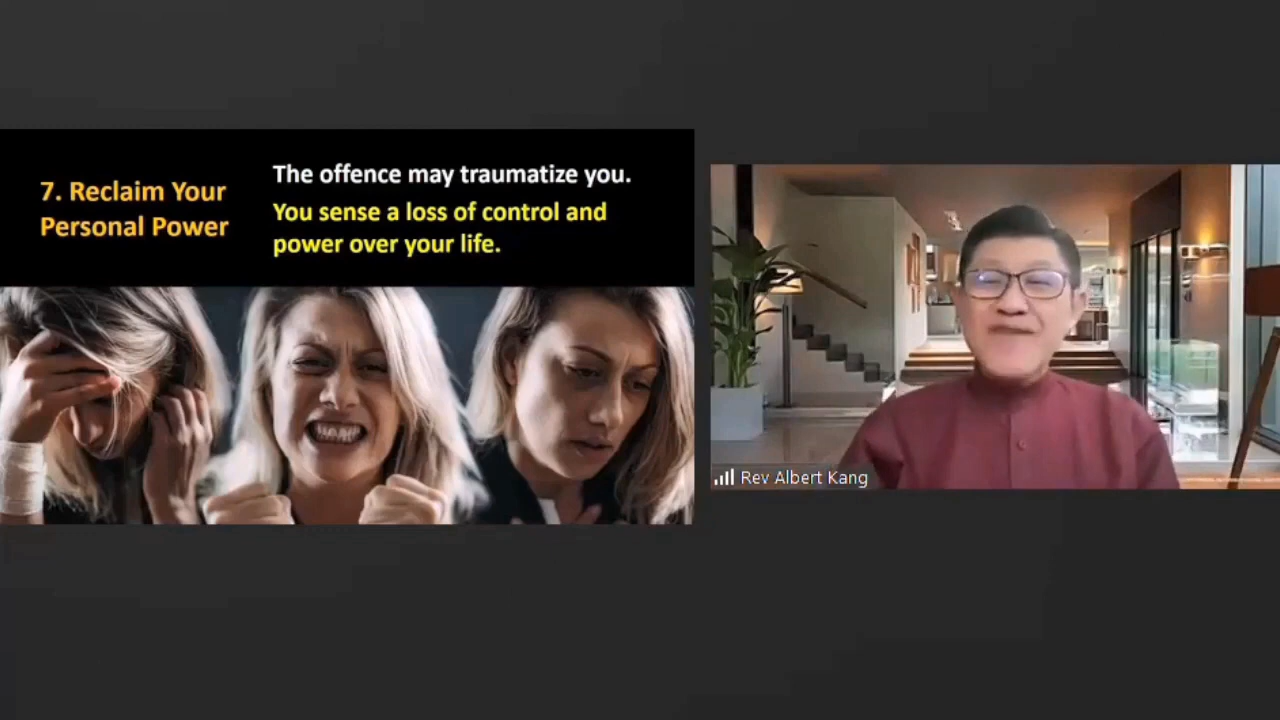 7. Reclaim Your
Personal Power
The offence may traumatize you.
You sense a loss of control and
power over your life.
Rev Albert Kang